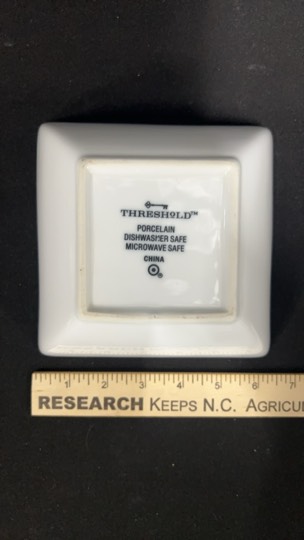 THRESHOLD™
PORCELAIN
DISHWASHER SAFE
MICROWAVE SAFE
CHINA
®
1 2 3 4 5 6 7
RESEARCH KEEPS N.C. AGRICU